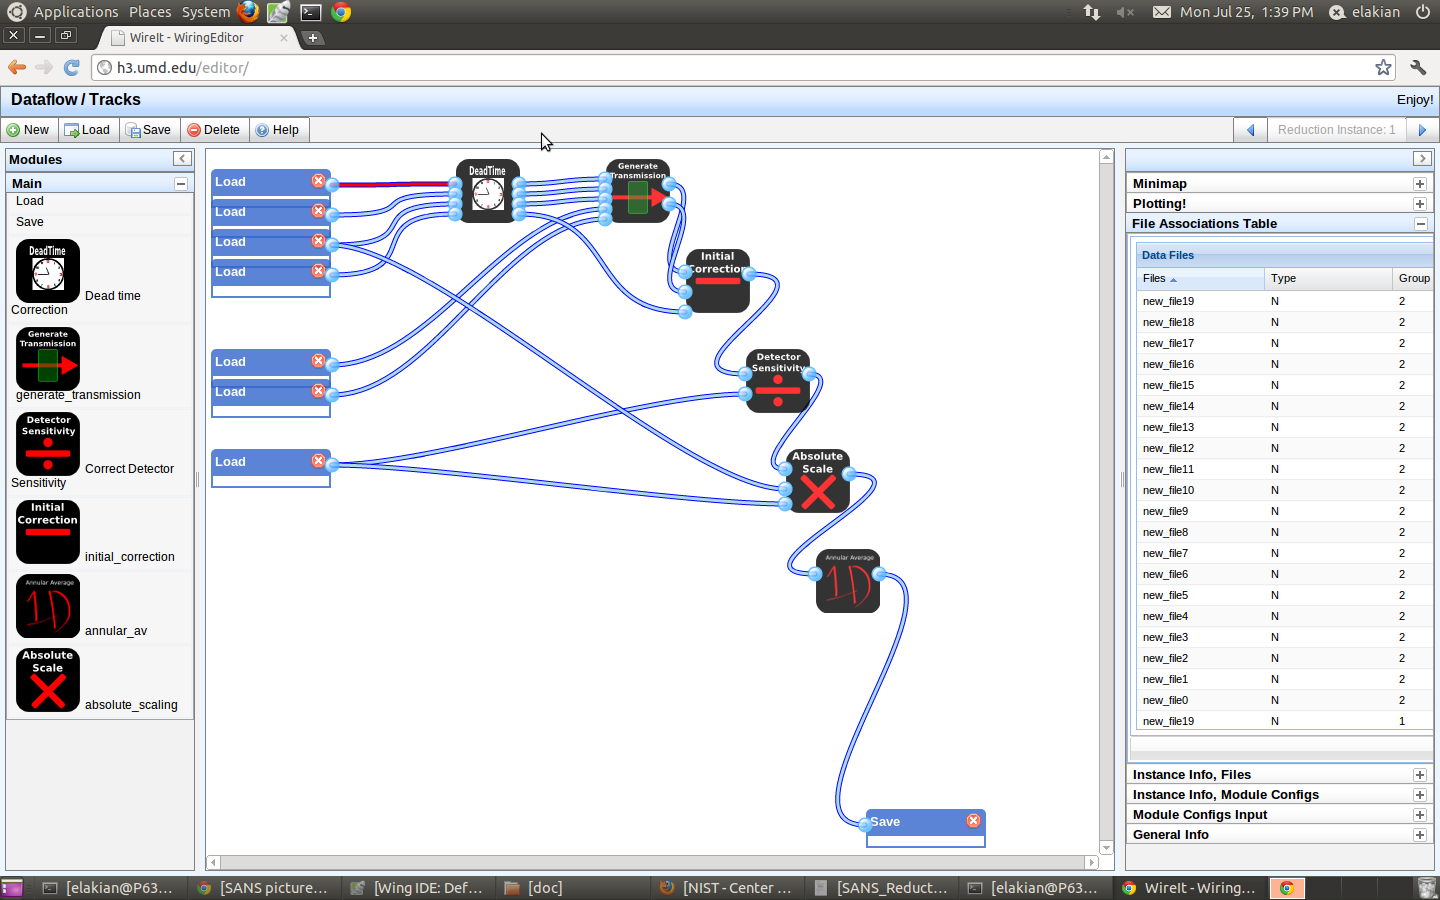 Applications Places System
Mon Jul 25, 1:39 PM elakian
WireIt - WiringEditor
h3.umd.edu/editor/
Dataflow / Tracks
Enjoy!
New Load Save Delete Help
Reduction Instance: 1
Modules
Main
Load
Save
DeadTime
Dead time
Correction
Generate
Transmission
generate_transmission
Detector
Sensitivity
Correct Detector
Sensitivity
Initial
Correction
initial_correction
Annular Average
1D
annular_av
Absolute
Scale
absolute_scaling
Load
Load
Load
Load
Load
Load
Load
DeadTime
Generate
Transmission
Initial
Correction
Detector
Sensitivity
Absolute
Scale
Annular Average
1D
Save
Minimap
Plotting!
File Associations Table
Data Files
Files Type Group
new_file19 N 2
new_file18 N 2
new_file17 N 2
new_file16 N 2
new_file15 N 2
new_file14 N 2
new_file13 N 2
new_file12 N 2
new_file11 N 2
new_file10 N 2
new_file9 N 2
new_file8 N 2
new_file7 N 2
new_file6 N 2
new_file5 N 2
new_file4 N 2
new_file3 N 2
new_file2 N 2
new_file1 N 2
new_file0 N 2
new_file19 N 1
Instance Info, Files
Instance Info, Module Configs
Module Configs Input
General Info
[elakian@P63... [SANS picture... [Wing IDE: Def... [doc] [NIST - Center ... [SANS_Reduct... [elakian@P63... WireIt - Wiring...